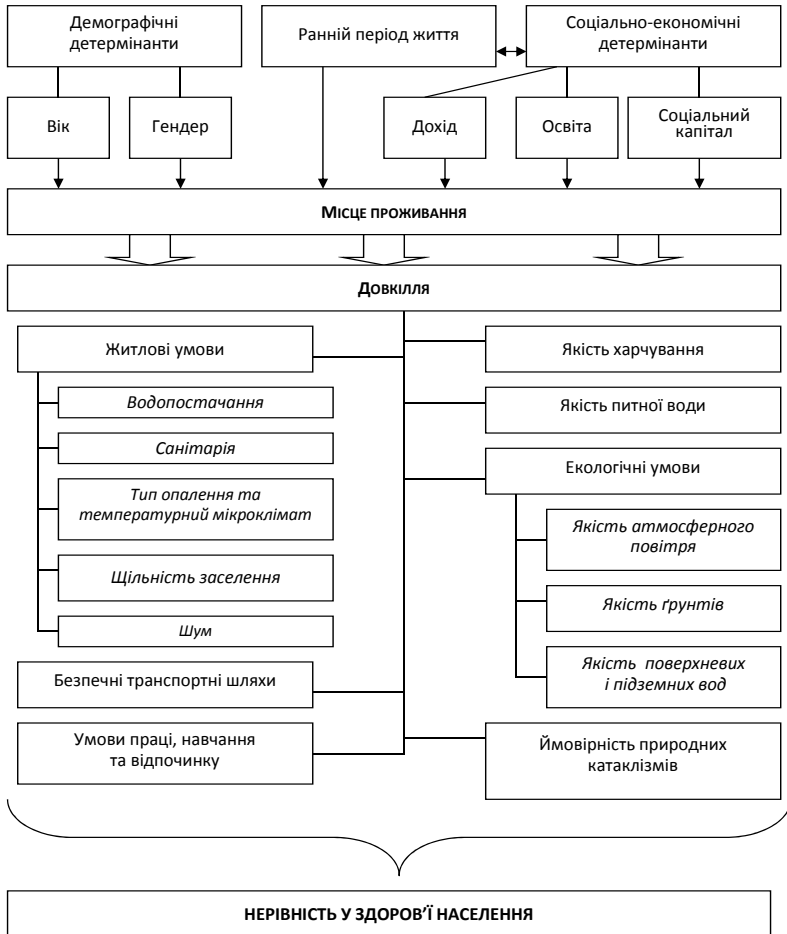 Демографічні
детермінанти
Ранній період життя
Соціально-економічні
детермінанти
Вік
Гендер
Дохід
Освіта
Соціальний
капітал
МІСЦЕ ПРОЖИВАННЯ
ДОВКІЛЛЯ
Житлові умови
Водопостачання
Санітарія
Тип опалення та
температурний мікроклімат
Щільність заселення
Шум
Безпечні транспортні шляхи
Умови праці, навчання
та відпочинку
Якість харчування
Якість питної води
Екологічні умови
Якість атмосферного
повітря
Якість ґрунтів
Якість поверхневих
і підземних вод
Ймовірність природних
катаклізмів
НЕРІВНІСТЬ У ЗДОРОВ’Ї НАСЕЛЕННЯ